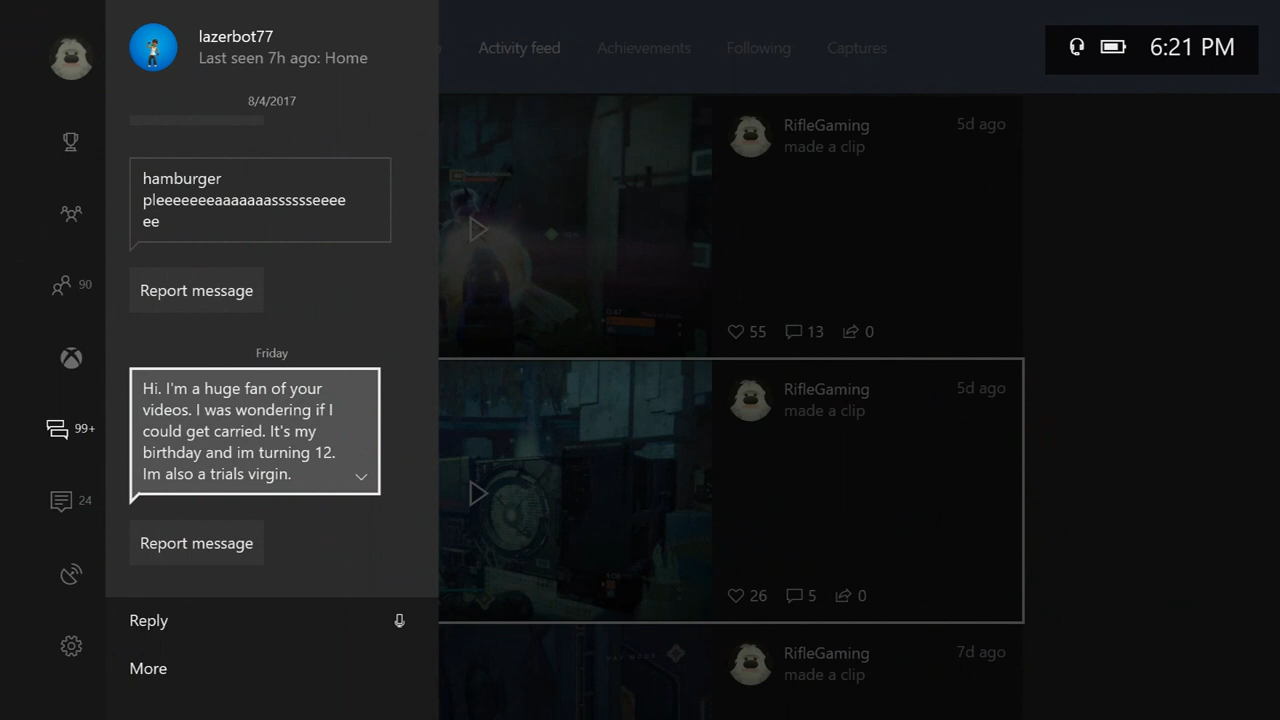 lazerbot77
Last seen 7h ago: Home
8/4/2017
hamburger
pleeeeeeeaaaaaaassssseeee
ee
Report message
Friday
Hi. I'm a huge fan of your
videos. I was wondering if I
could get carried. It's my
birthday and im turning 12.
Im also a trials virgin.
Report message
Reply
More
90
99+
24
Activity feed
Achievements
Following
Captures
6:21 PM
RifleGaming
5d ago
made a clip
55
13
0
RifleGaming
5d ago
made a clip
26
5
0
RifleGaming
7d ago
made a clip